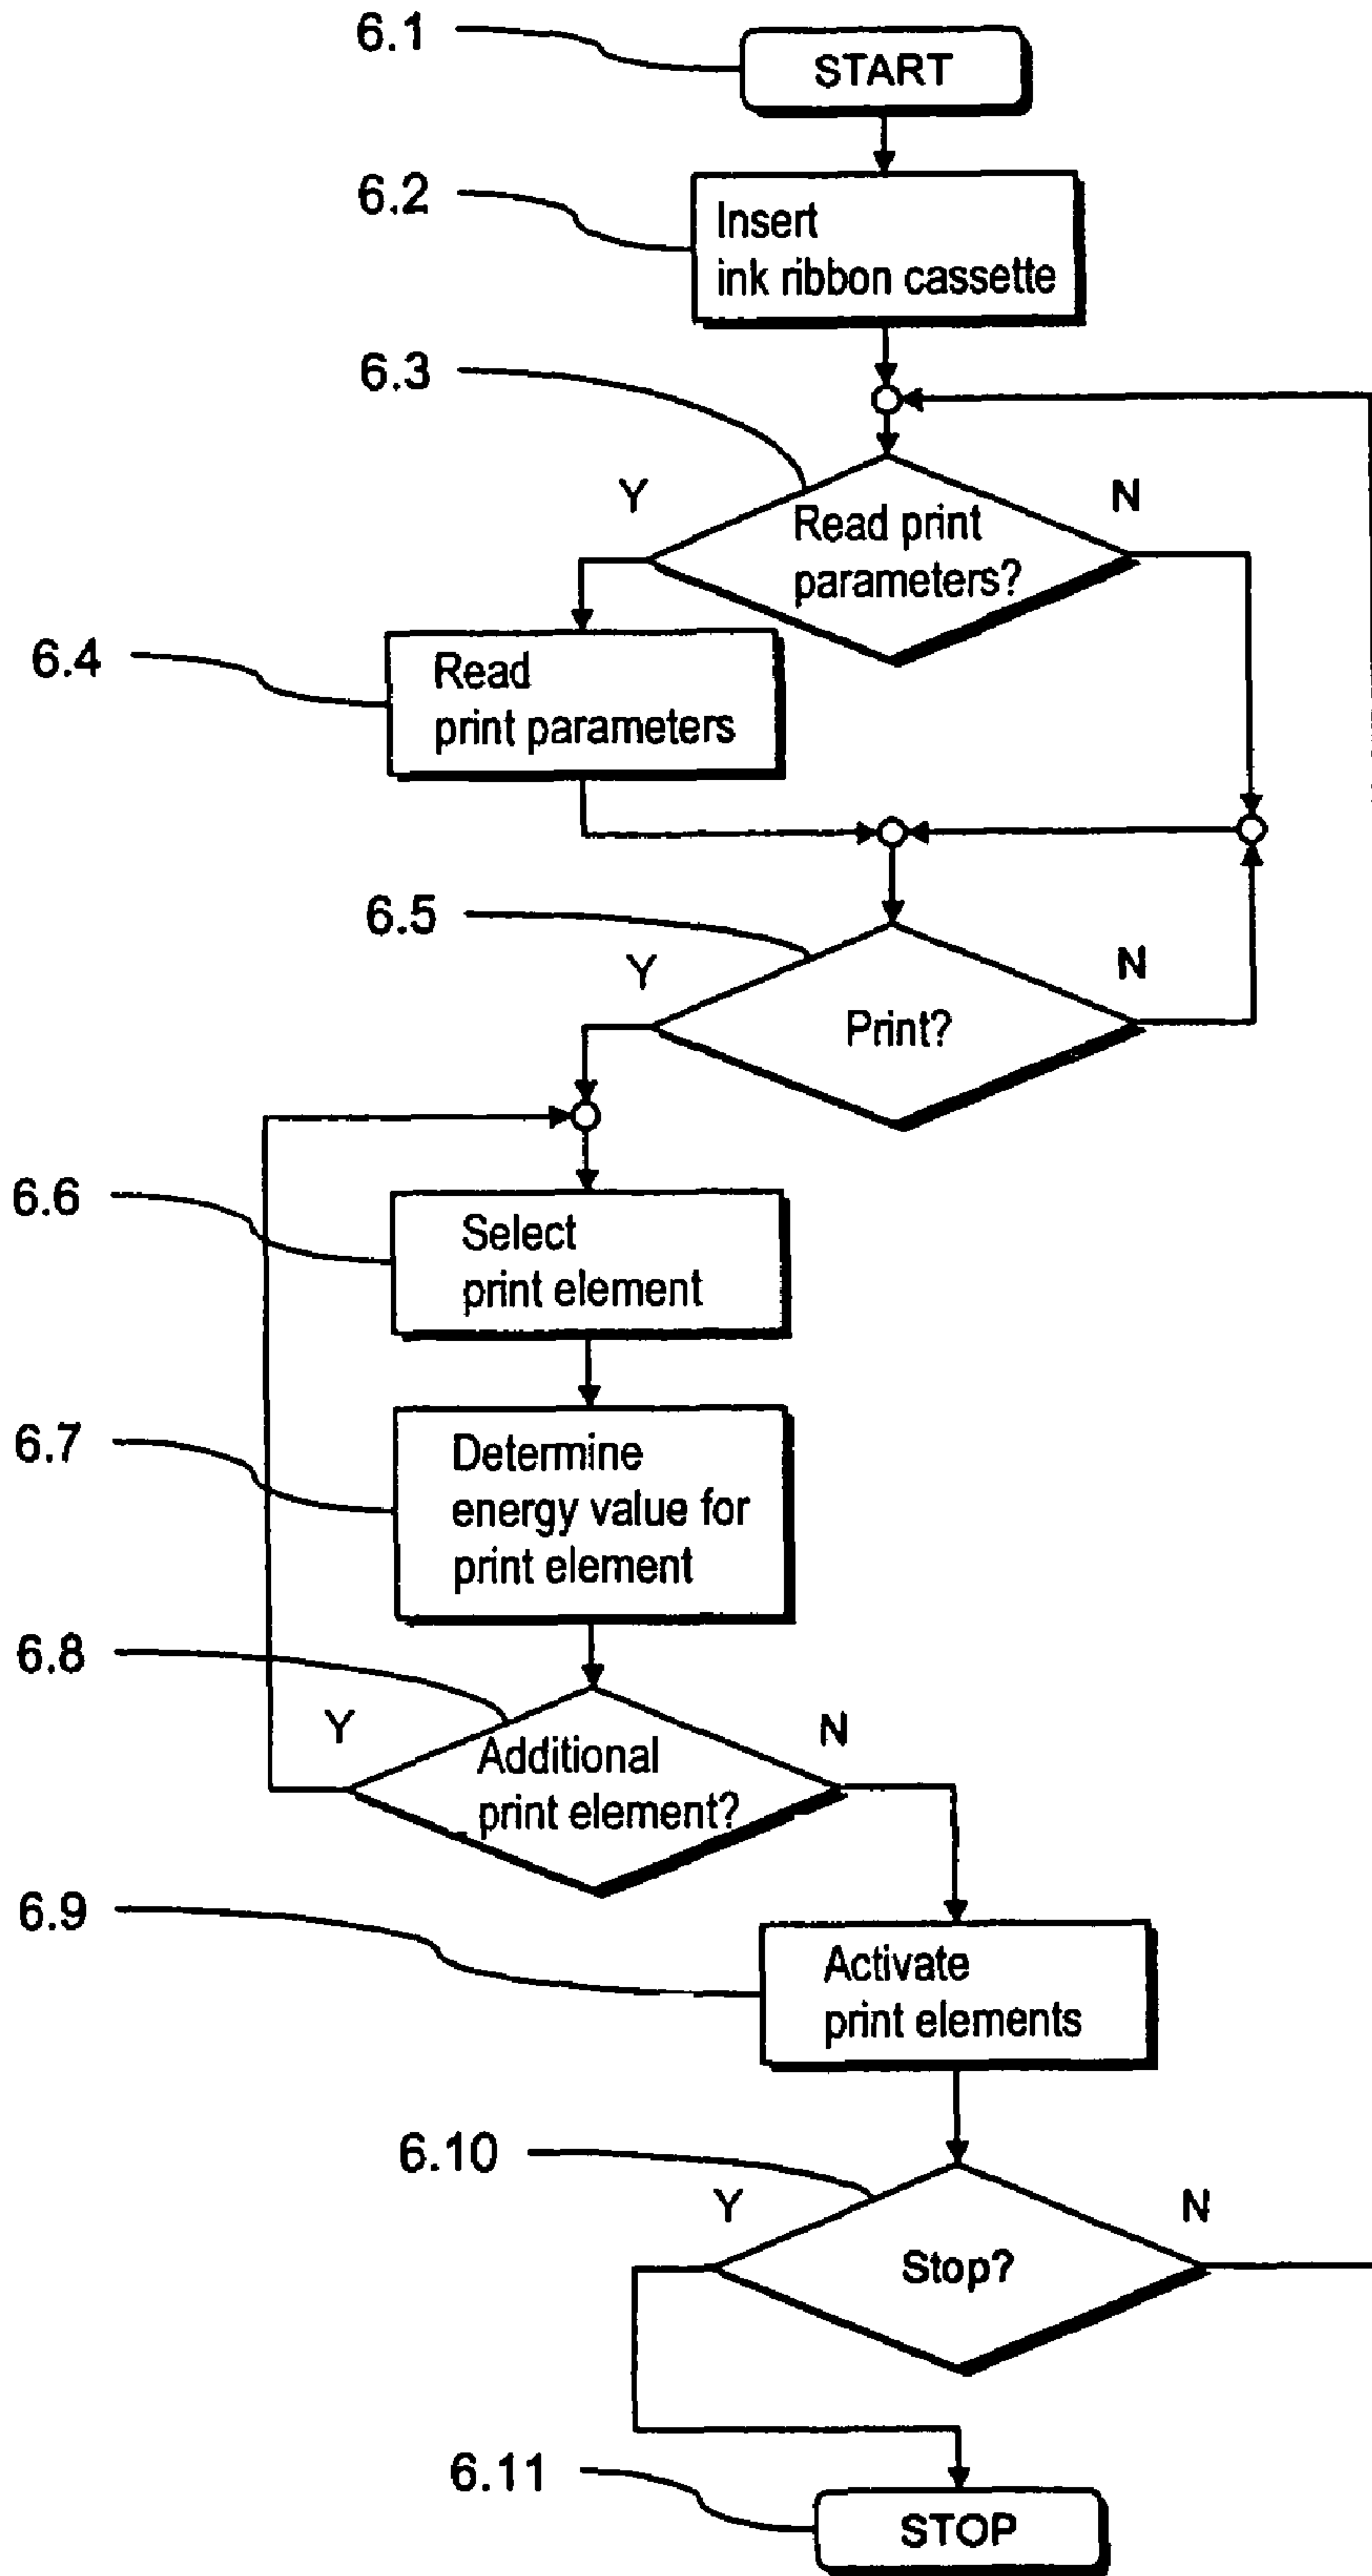 6.1
START
6.2
Insert
ink ribbon cassette
6.3
Y
N
Read print
parameters?
6.4
Read
print parameters
6.5
Y
N
Print?
6.6
Select
print element
6.7
Determine
energy value for
print element
6.8
Y
N
Additional
print element?
6.9
Activate
print elements
6.10
Y
N
Stop?
6.11
STOP